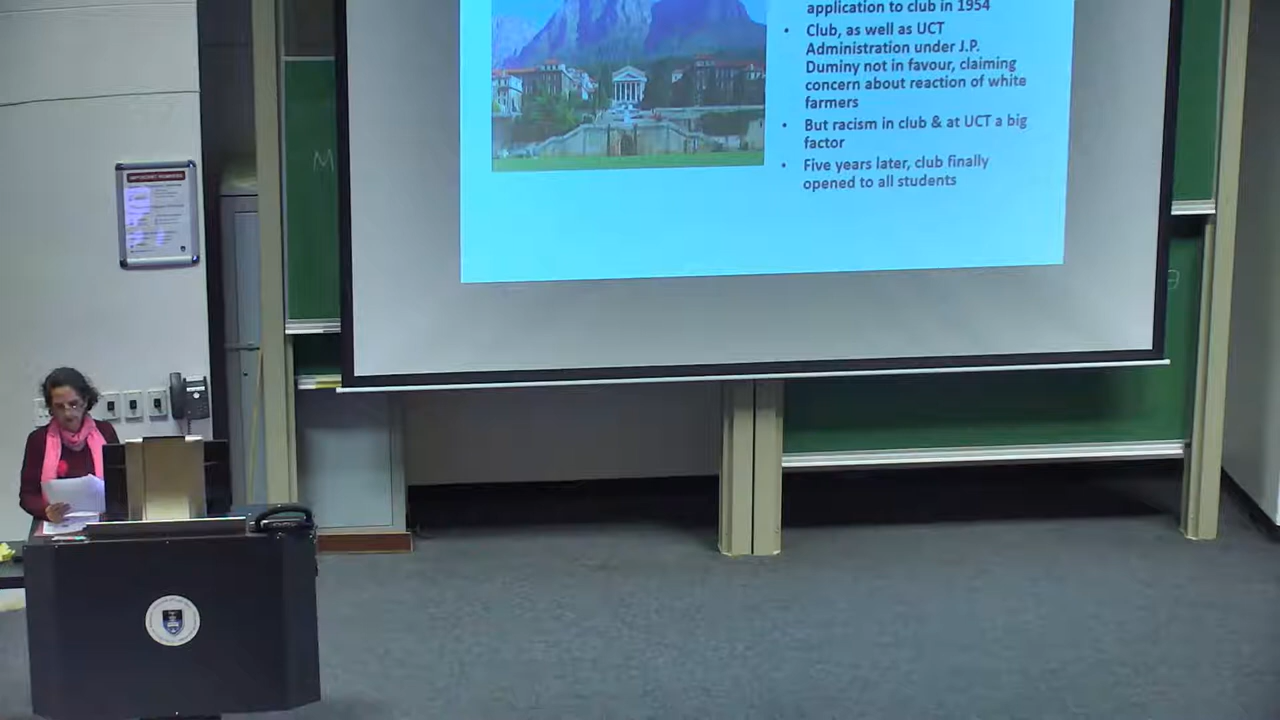 application to club in 1954
• Club, as well as UCT
Administration under J.P.
Duminy not in favour, claiming
concern about reaction of white
farmers
• But racism in club & at UCT a big
factor
• Five years later, club finally
opened to all students
M